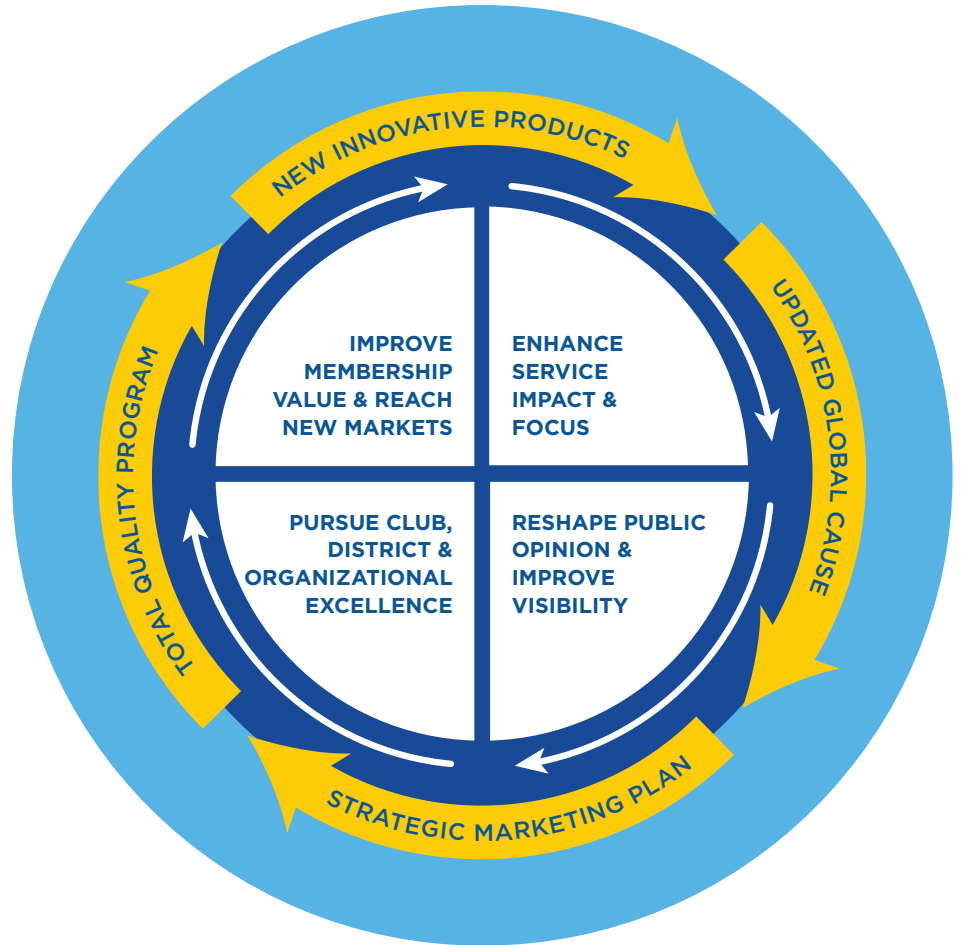 NEW INNOVATIVE PRODUCTS
UPDATED GLOBAL CAUSE
STRATEGIC MARKETING PLAN
TOTAL QUALITY PROGRAM
IMPROVE
MEMBERSHIP
VALUE & REACH
NEW MARKETS
ENHANCE
SERVICE
IMPACT &
FOCUS
PURSUE CLUB,
DISTRICT &
ORGANIZATIONAL
EXCELLENCE
RESHAPE PUBLIC
OPINION &
IMPROVE
VISIBILITY